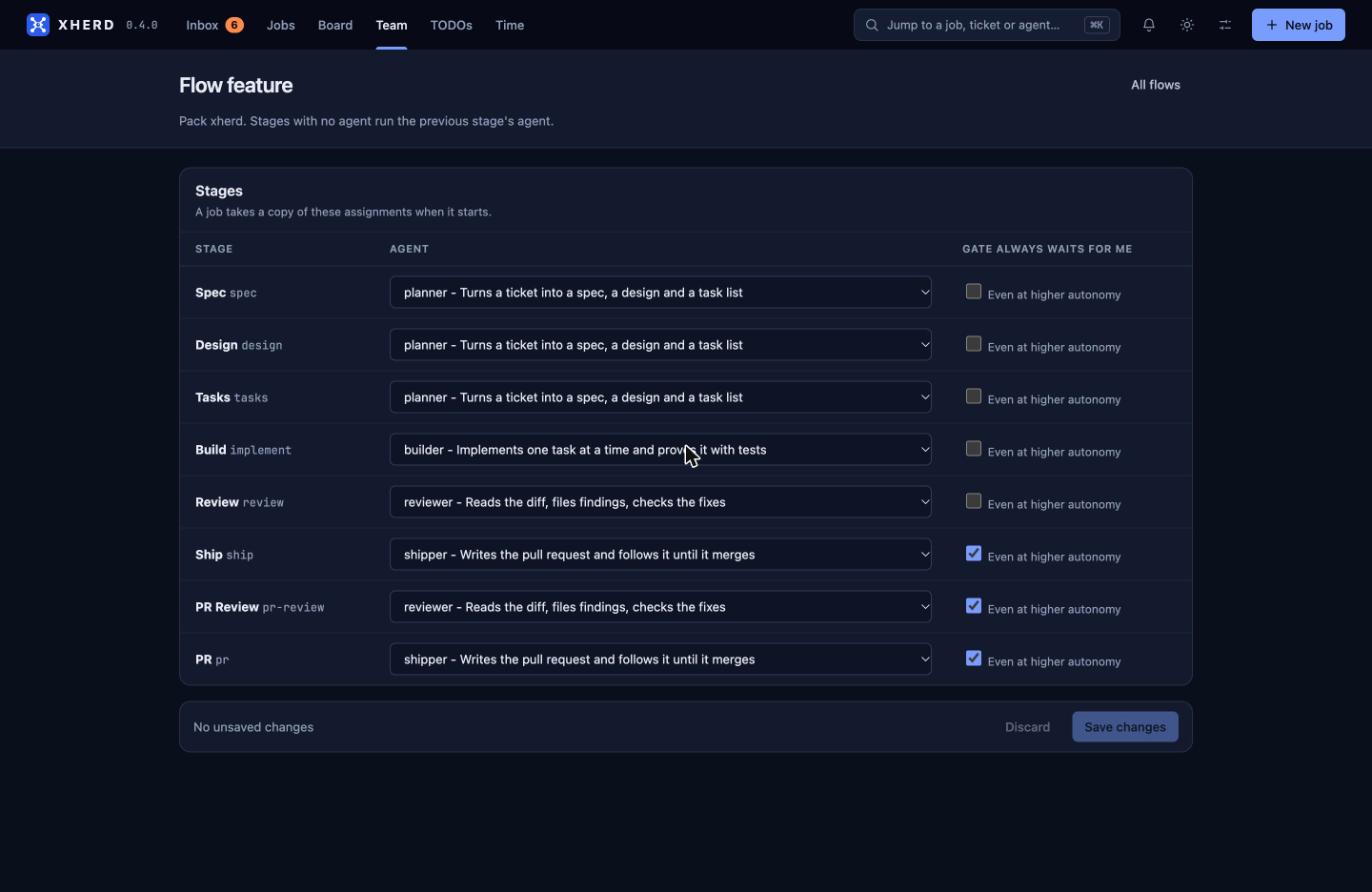 XHERD 0.4.0 Inbox 6 Jobs Board Team TODOs Time Jump to a job, ticket or agent... ⌘K + New job
Flow feature All flows
Pack xherd. Stages with no agent run the previous stage's agent.
Stages
A job takes a copy of these assignments when it starts.
STAGE AGENT GATE ALWAYS WAITS FOR ME
Spec spec planner - Turns a ticket into a spec, a design and a task list Even at higher autonomy
Design design planner - Turns a ticket into a spec, a design and a task list Even at higher autonomy
Tasks tasks planner - Turns a ticket into a spec, a design and a task list Even at higher autonomy
Build implement builder - Implements one task at a time and proves it with tests Even at higher autonomy
Review review reviewer - Reads the diff, files findings, checks the fixes Even at higher autonomy
Ship ship shipper - Writes the pull request and follows it until it merges Even at higher autonomy
PR Review pr-review reviewer - Reads the diff, files findings, checks the fixes Even at higher autonomy
PR pr shipper - Writes the pull request and follows it until it merges Even at higher autonomy
No unsaved changes Discard Save changes